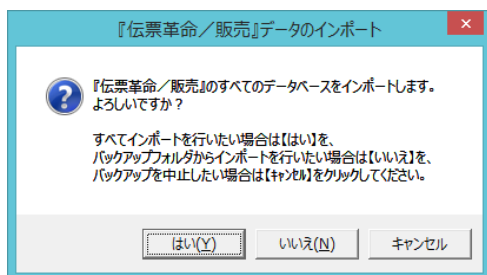 『伝票革命／販売』データのインポート
『伝票革命／販売』のすべてのデータベースをインポートします。
よろしいですか？
すべてインポートを行いたい場合は【はい】を、
バックアップフォルダからインポートを行いたい場合は【いいえ】を、
バックアップを中止したい場合は【ｷｬﾝｾﾙ】をクリックしてください。
はい(Y)
いいえ(N)
キャンセル